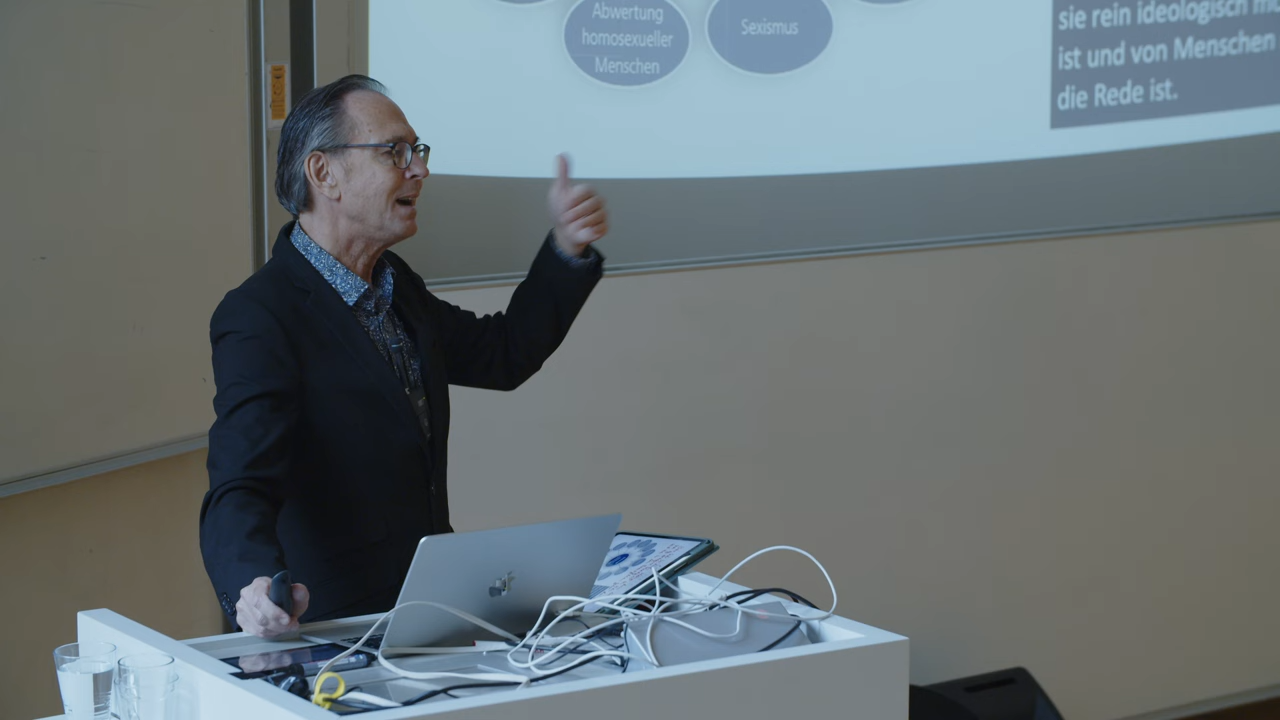 Abwertung
homosexueller
Menschen
Sexismus
sie rein ideologisch
ist und von Menschen
die Rede ist.